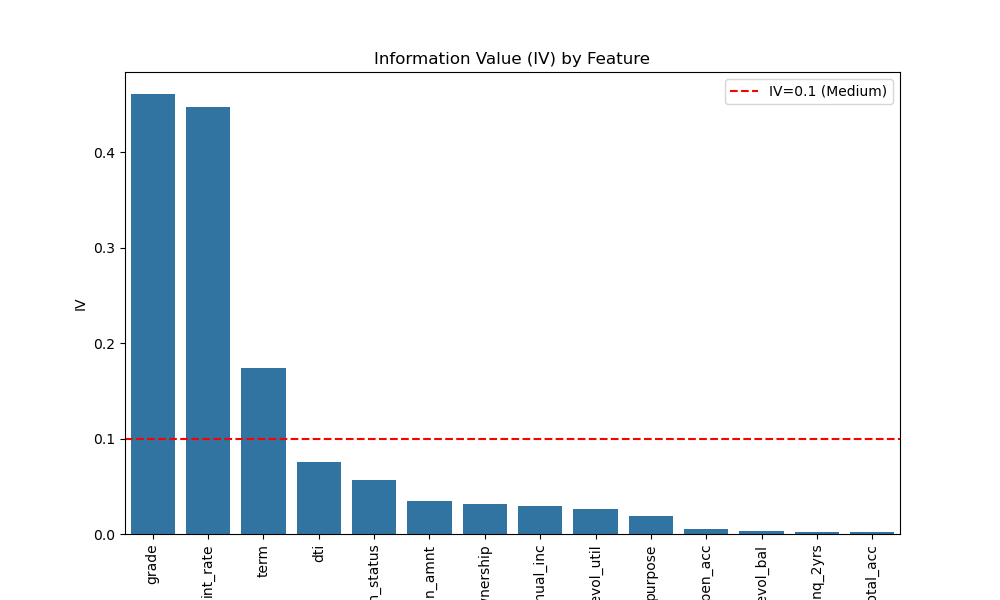 Information Value (IV) by Feature
IV=0.1 (Medium)
IV
0.4
0.3
0.2
0.1
0.0
grade
int_rate
term
dti
n_status
n_amnt
wnership
nual_inc
evol_util
purpose
pen_acc
evol_bal
nq_2yrs
otal_acc